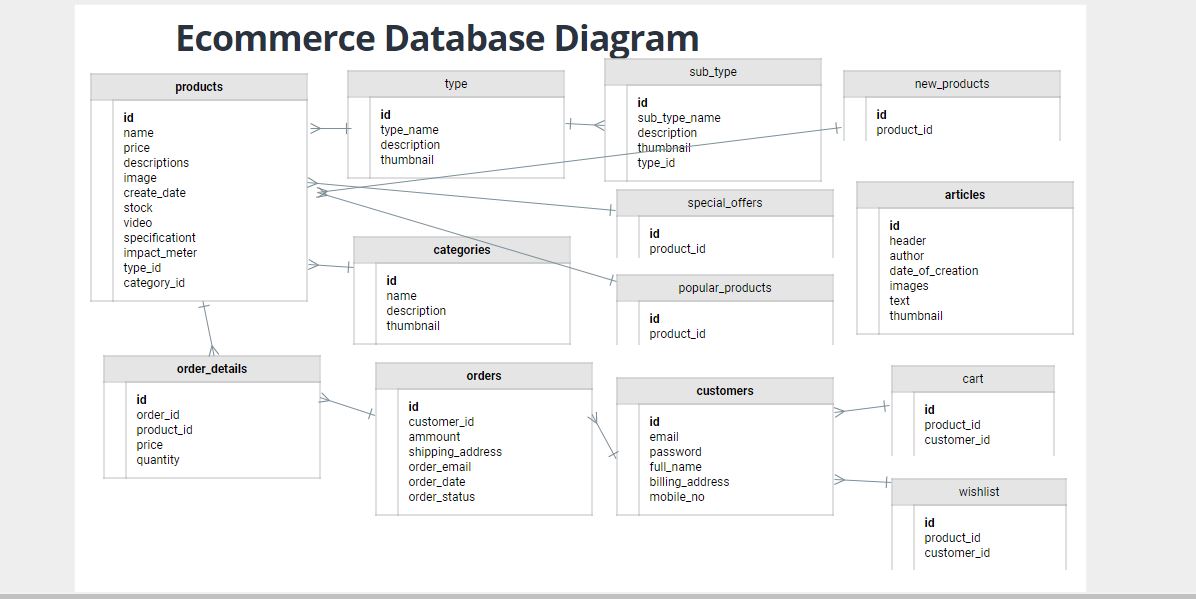 Ecommerce Database Diagram
products
id
name
price
descriptions
image
create_date
stock
video
specificationt
impact_meter
type_id
category_id
type
id
type_name
description
thumbnail
sub_type
id
sub_type_name
description
thumbnail
type_id
new_products
id
product_id
special_offers
id
product_id
articles
id
header
author
date_of_creation
images
text
thumbnail
categories
id
name
description
thumbnail
popular_products
id
product_id
order_details
id
order_id
product_id
price
quantity
orders
id
customer_id
ammount
shipping_address
order_email
order_date
order_status
customers
id
email
password
full_name
billing_address
mobile_no
cart
id
product_id
customer_id
wishlist
id
product_id
customer_id